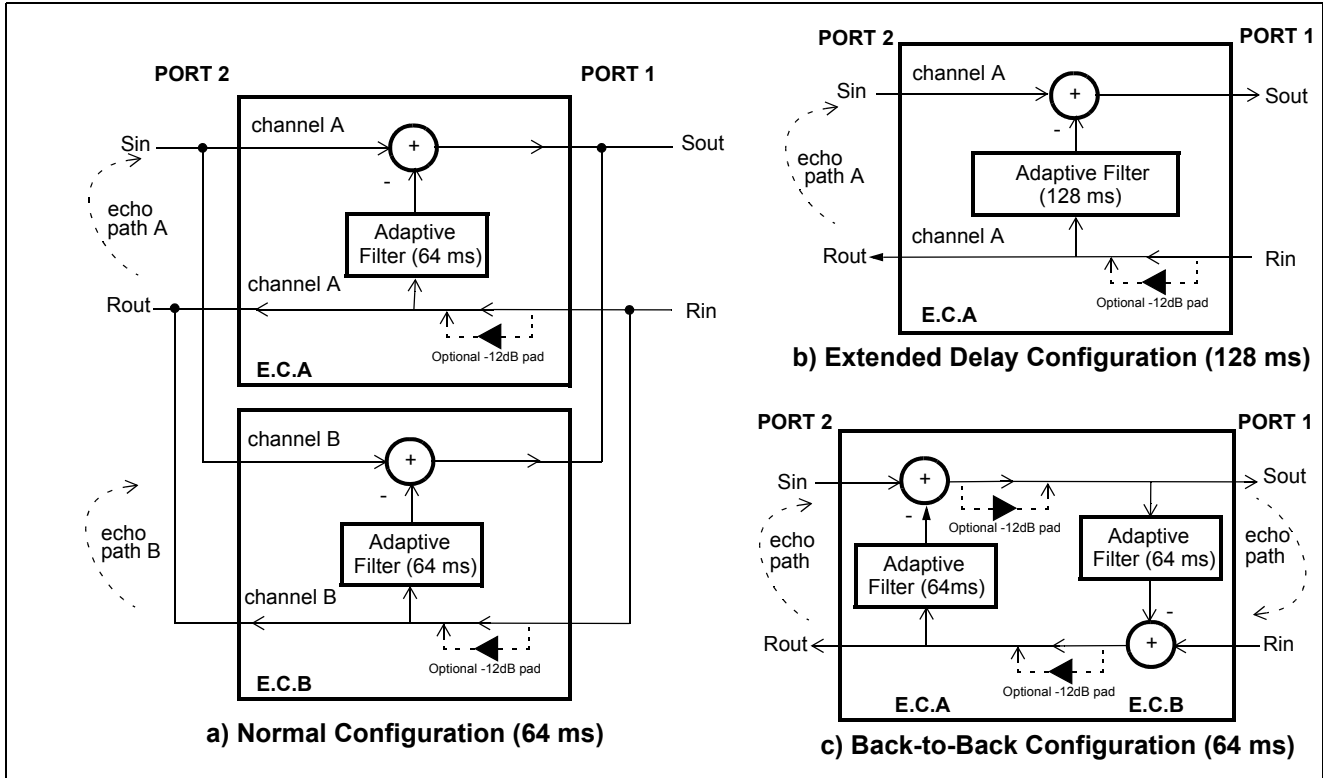 PORT 2
PORT 1
Sin
channel A
+
Sout
-
echo
path A
Adaptive
Filter (64 ms)
channel A
Rout
Rin
Optional -12dB pad
E.C.A
channel B
+
-
echo
path B
Adaptive
Filter (64 ms)
channel B
Optional -12dB pad
E.C.B
a) Normal Configuration (64 ms)
PORT 2
PORT 1
Sin
channel A
+
Sout
-
echo
path A
Adaptive Filter
(128 ms)
channel A
Rout
Rin
Optional -12dB pad
E.C.A
b) Extended Delay Configuration (128 ms)
PORT 2
PORT 1
Sin
+
Sout
-
Optional -12dB pad
echo
path
Adaptive
Filter (64ms)
Adaptive
Filter (64 ms)
echo
path
-
+
Rout
Rin
Optional -12dB pad
E.C.A
E.C.B
c) Back-to-Back Configuration (64 ms)